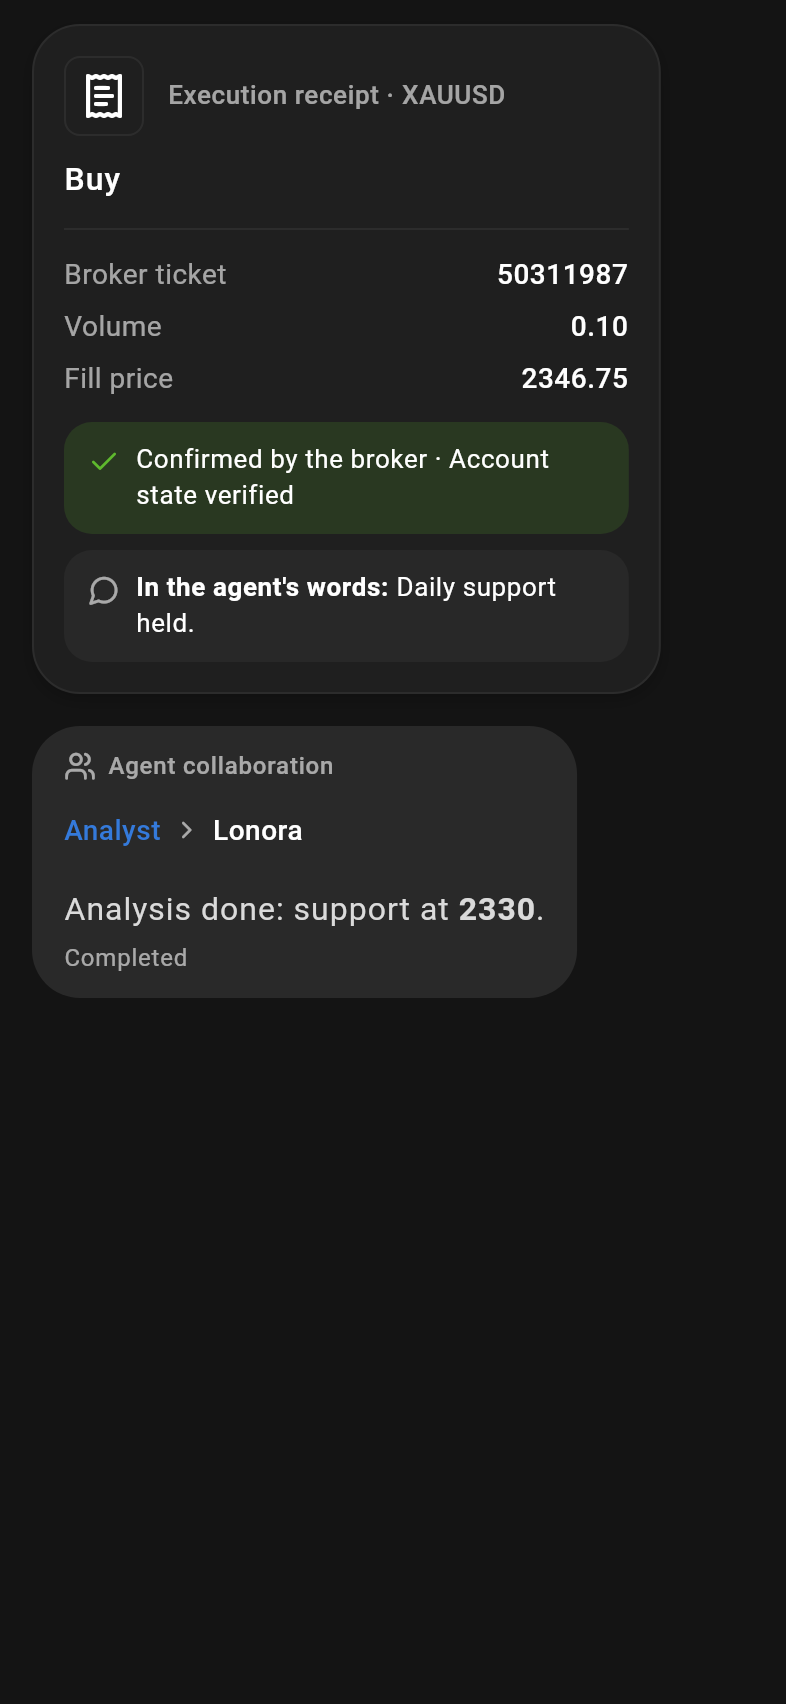 Execution receipt · XAUUSD
Buy
Broker ticket 50311987
Volume 0.10
Fill price 2346.75
Confirmed by the broker · Account
state verified
In the agent's words: Daily support
held.
Agent collaboration
Analyst > Lonora
Analysis done: support at 2330.
Completed